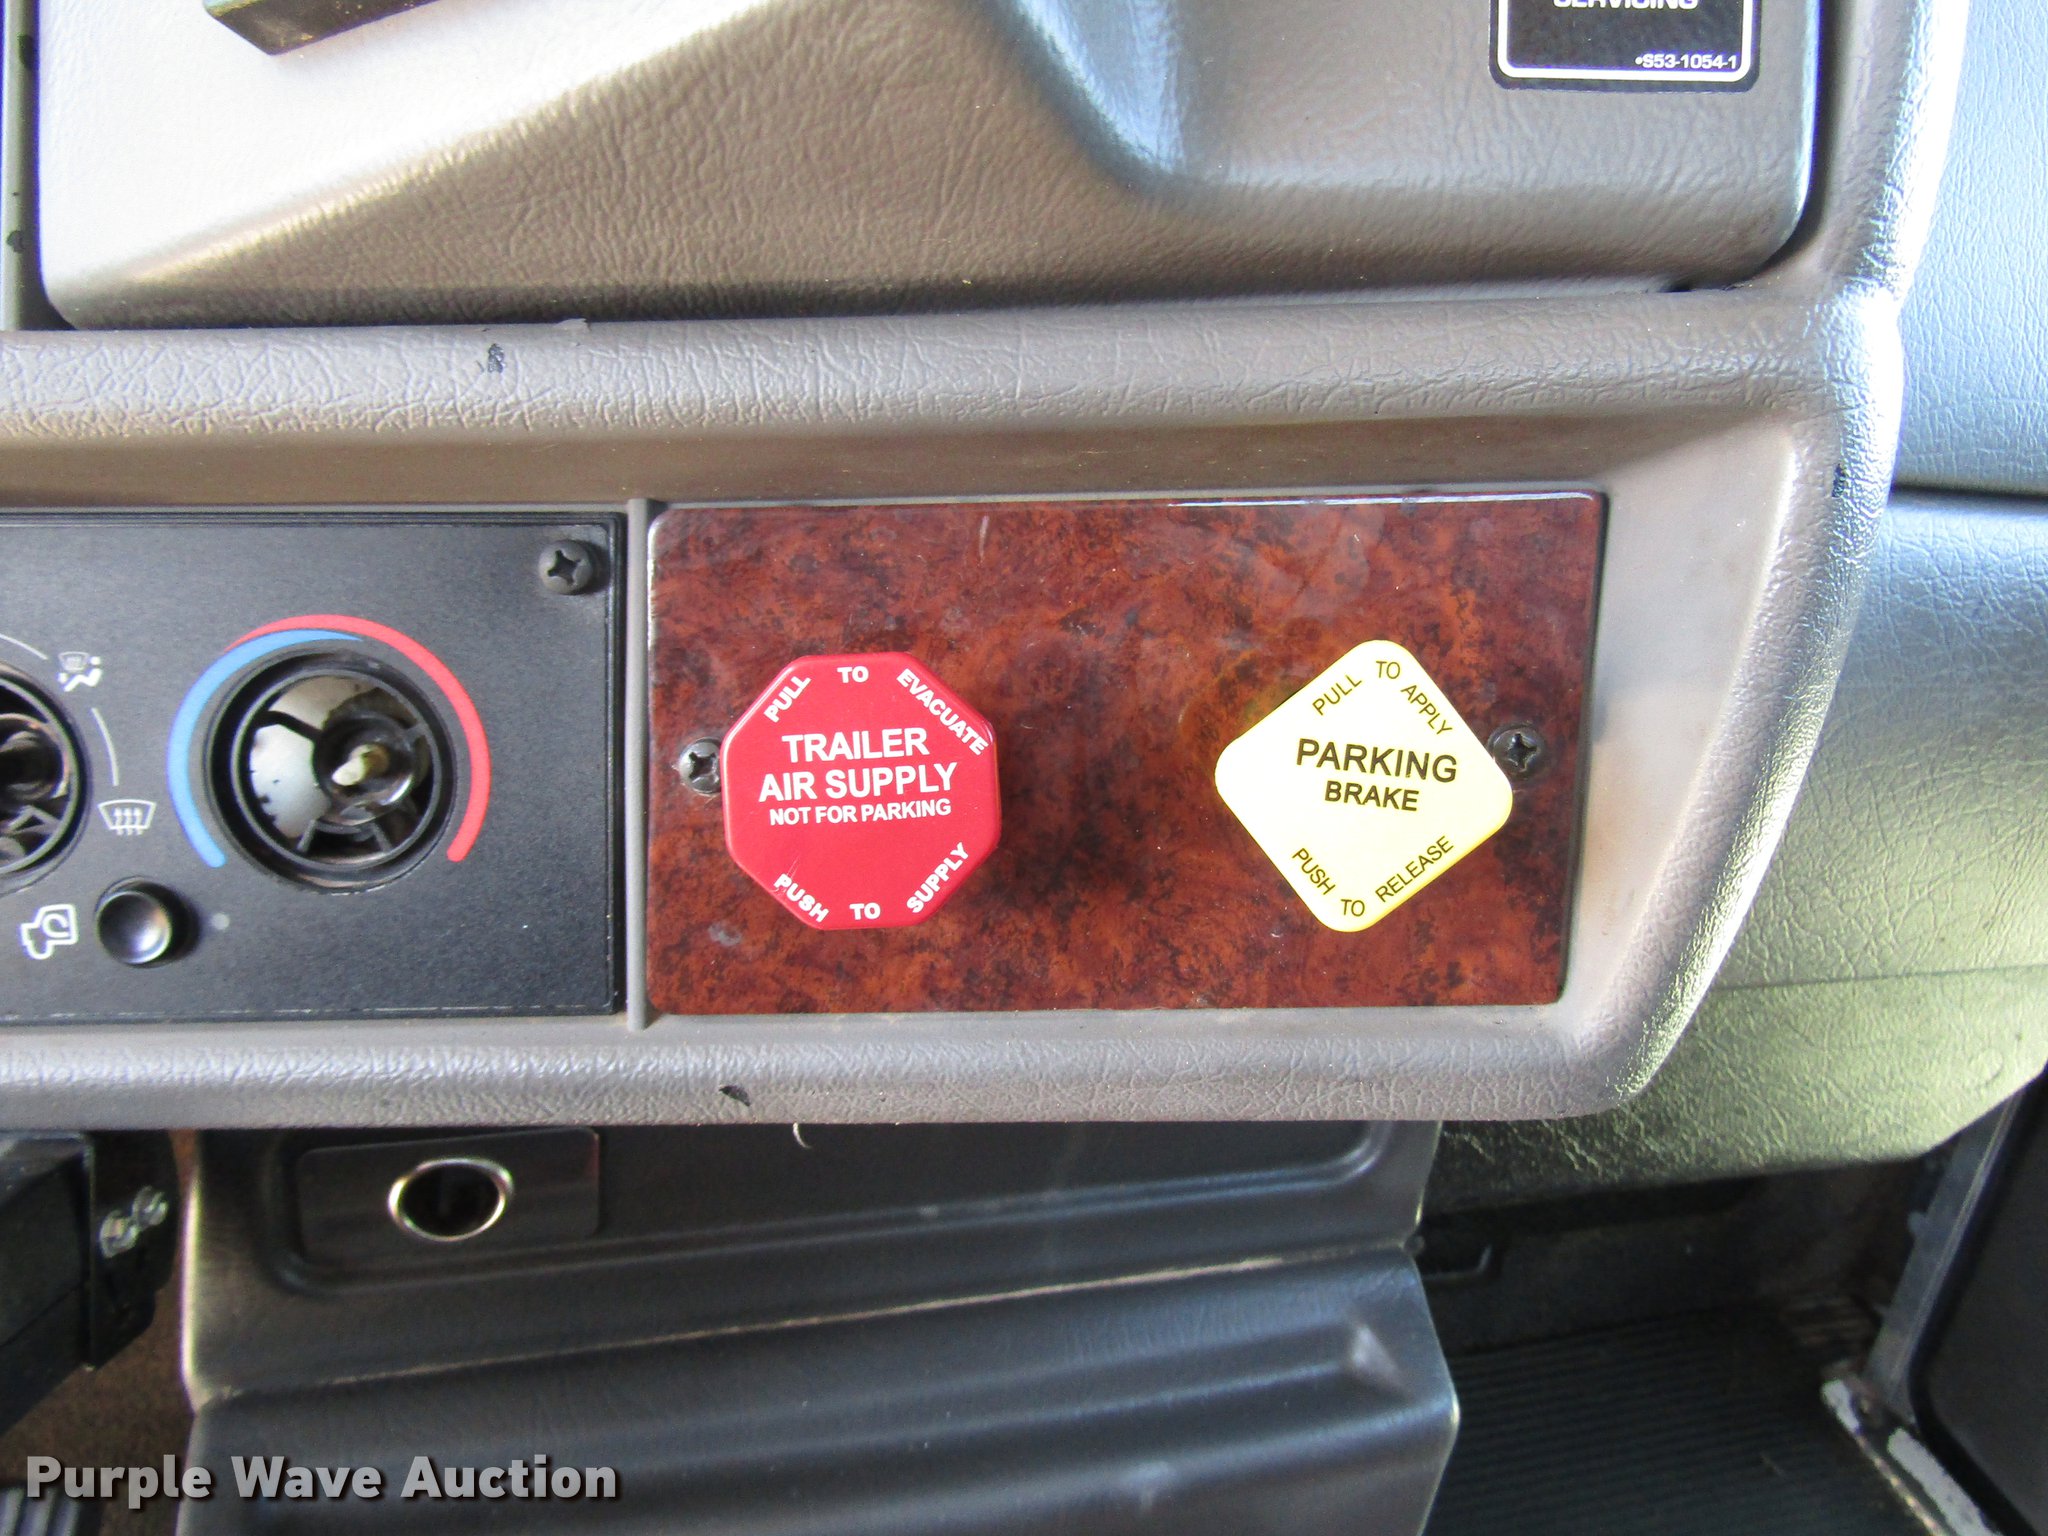 SERVICING
•S53-1054-1
PULL TO EVACUATE
TRAILER
AIR SUPPLY
NOT FOR PARKING
PUSH TO SUPPLY
PULL TO APPLY
PARKING
BRAKE
PUSH TO RELEASE
Purple Wave Auction